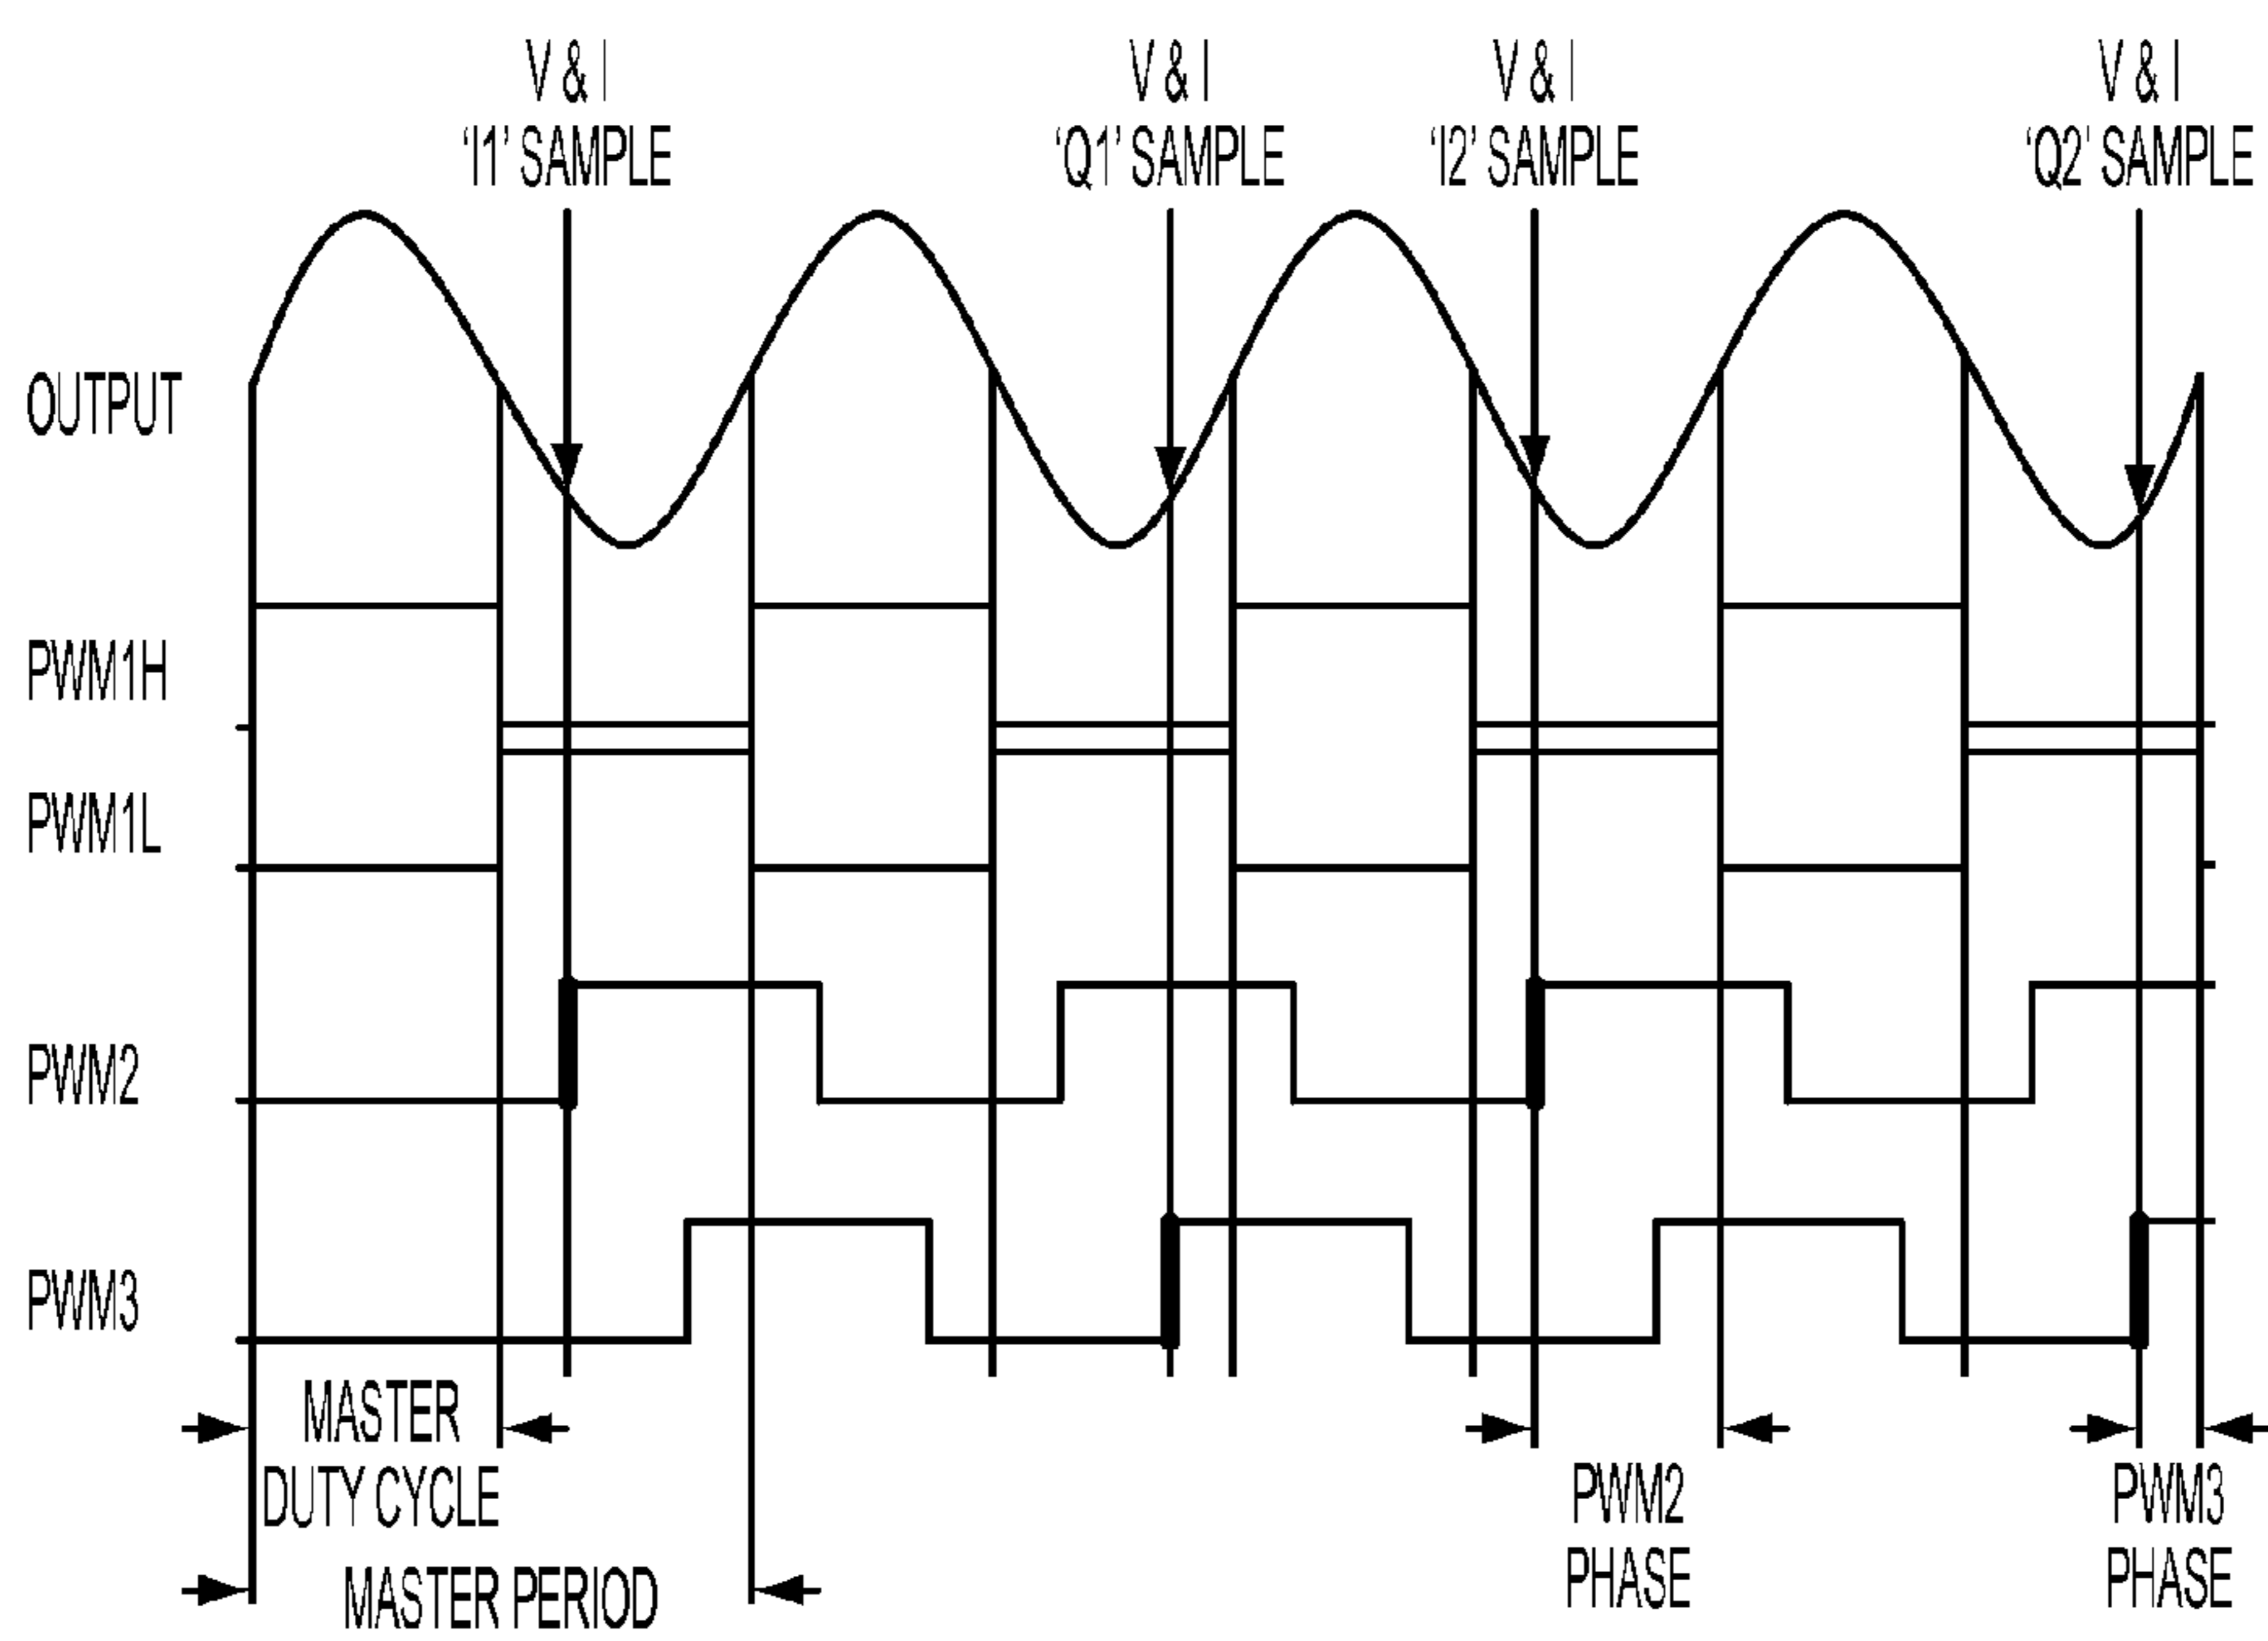 V & I
'I1' SAMPLE
V & I
'Q1' SAMPLE
V & I
'I2' SAMPLE
V & I
'Q2' SAMPLE
OUTPUT
PWM1H
PWM1L
PWM2
PWM3
MASTER
DUTY CYCLE
MASTER PERIOD
PWM2
PHASE
PWM3
PHASE